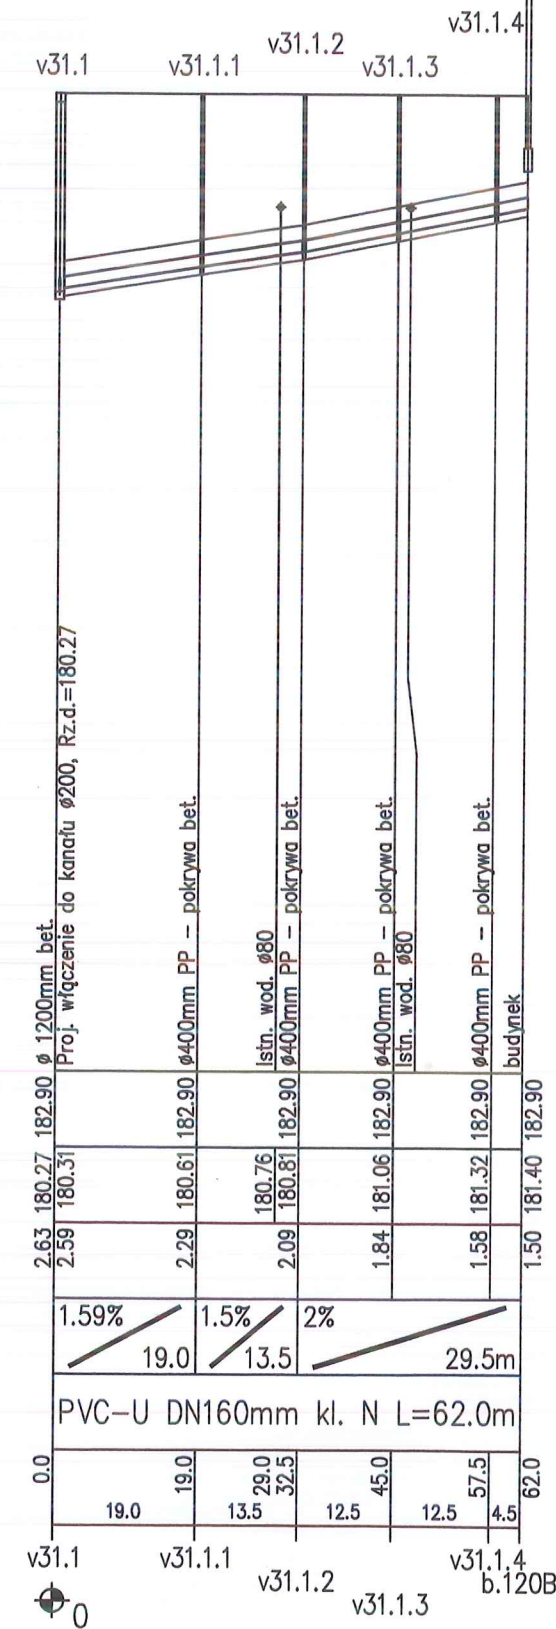 v31.1
v31.1.1
v31.1.2
v31.1.3
v31.1.4
ø 1200mm bet.
Proj. włączenie do kanału ø200, Rz.d.=180.27
ø400mm PP – pokrywa bet.
Istn. wod. ø80
ø400mm PP – pokrywa bet.
ø400mm PP – pokrywa bet.
Istn. wod. ø80
ø400mm PP – pokrywa bet.
budynek
182.90 182.90 182.90 182.90 182.90 182.90
180.27 180.31 180.61 180.76 180.81 181.06 181.32 181.40
2.63 2.59 2.29 2.09 1.84 1.58 1.50
1.59% 1.5% 2%
19.0 13.5 29.5m
PVC-U DN160mm kl. N L=62.0m
0.0 19.0 29.0 32.5 45.0 57.5 62.0
19.0 13.5 12.5 12.5 4.5
v31.1
v31.1.1
v31.1.2
v31.1.3
v31.1.4
b.120B
0